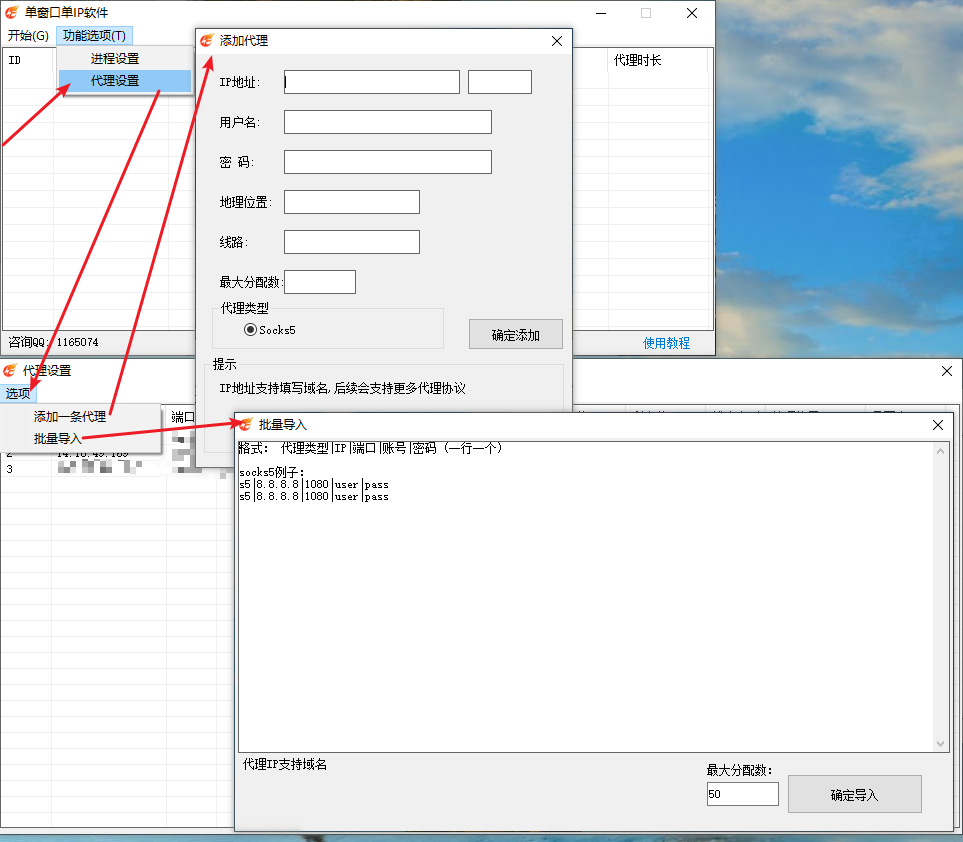 单窗口单IP软件
开始(G) 功能选项(T)
ID
代理时长
进程设置
代理设置
添加代理
IP地址:
用户名:
密 码:
地理位置:
线路:
最大分配数:
代理类型
Socks5
确定添加
提示
IP地址支持填写域名,后续会支持更多代理协议
咨询QQ: 1165074
使用教程
代理设置
选项
添加一条代理
批量导入
端口
3
批量导入
格式: 代理类型|IP|端口|账号|密码 (一行一个)
socks5例子:
s5|8.8.8.8|1080|user|pass
s5|8.8.8.8|1080|user|pass
代理IP支持域名
最大分配数:
50
确定导入